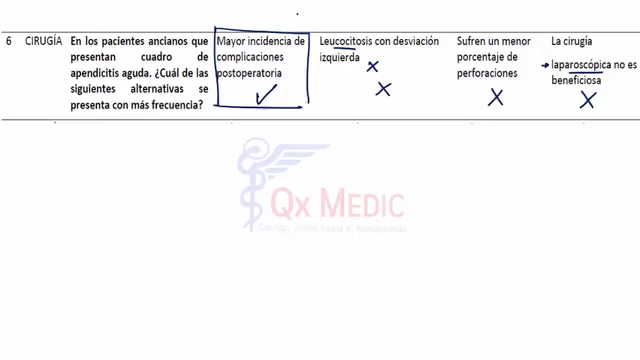 6 CIRUGÍA En los pacientes ancianos que
presentan cuadro de
apendicitis aguda. ¿Cuál de las
siguientes alternativas se
presenta con más frecuencia?
Mayor incidencia de
complicaciones
postoperatoria
Leucocitosis con desviación
izquierda
Sufren un menor
porcentaje de
perforaciones
La cirugía
laparoscópica no es
beneficiosa
QX MEDIC